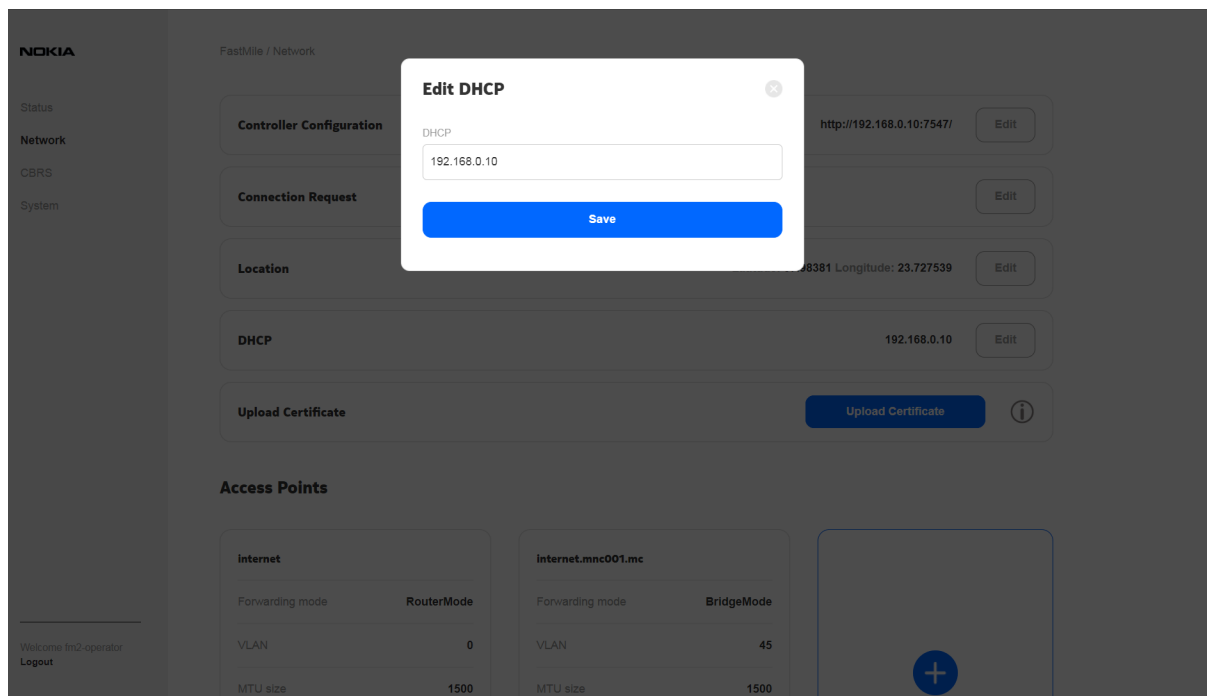 NOKIA
FastMile / Network
Status
Network
CBRS
System
Edit DHCP
DHCP
192.168.0.10
Save
Controller Configuration http://192.168.0.10:7547/ Edit
Connection Request Edit
Location 98381 Longitude: 23.727539 Edit
DHCP 192.168.0.10 Edit
Upload Certificate Upload Certificate
Access Points
internet
Forwarding mode RouterMode
VLAN 0
MTU size 1500
internet.mnc001.mc
Forwarding mode BridgeMode
VLAN 45
MTU size 1500
Welcome fm2-operator
Logout